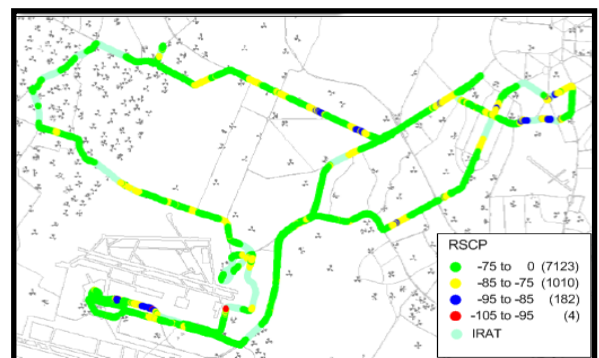 RSCP
-75 to 0 (7123)
-85 to -75 (1010)
-95 to -85 (182)
-105 to -95 (4)
IRAT